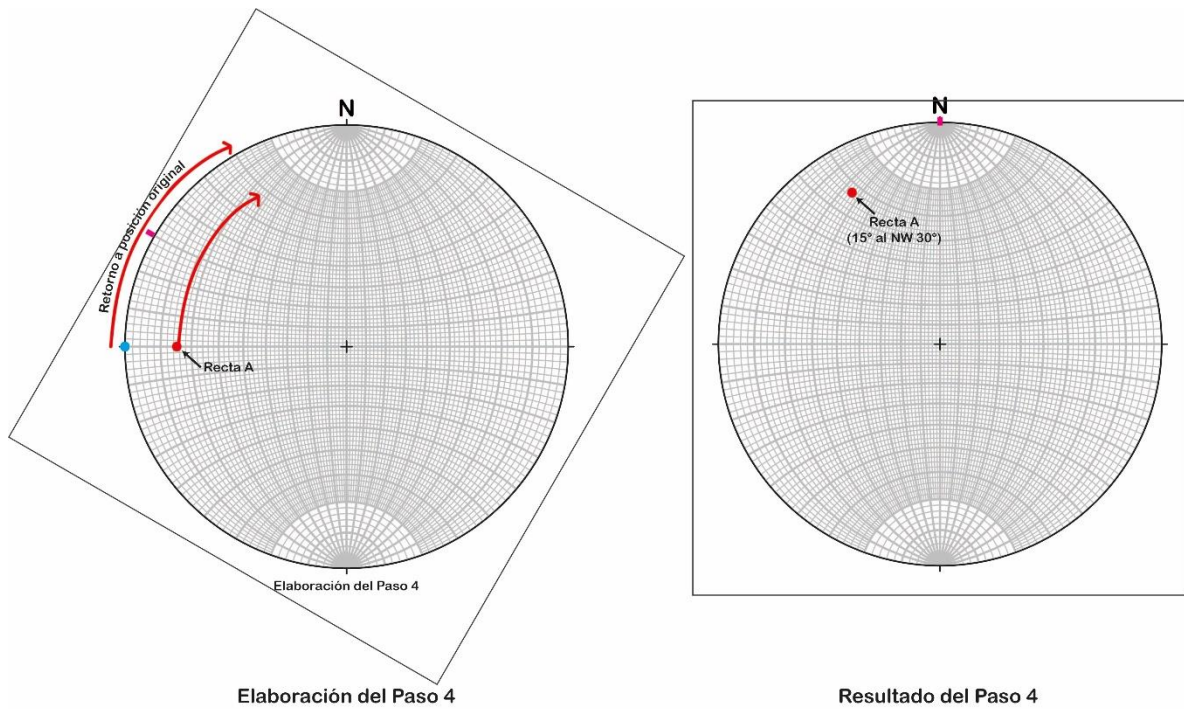 N
Retorno a posición original
Recta A
Elaboración del Paso 4
Elaboración del Paso 4
N
Recta A
(15° al NW 30°)
Resultado del Paso 4